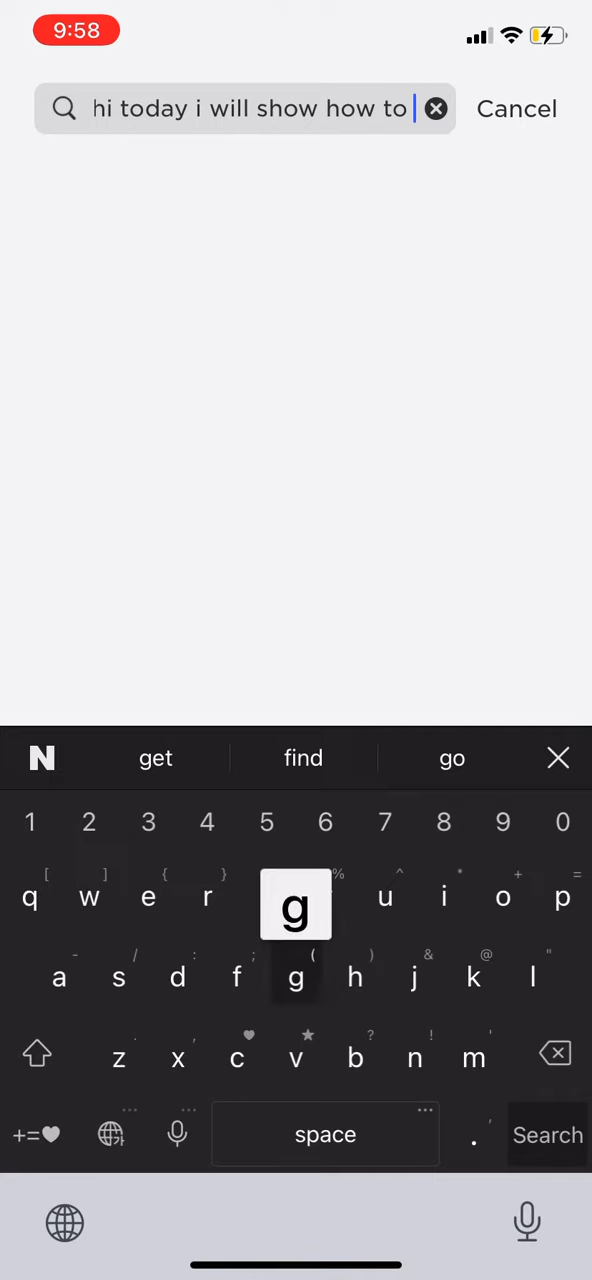 9:58
hi today i will show how to
Cancel
N get find go
1 2 3 4 5 6 7 8 9 0
[ ] { } % ^ * + =
q w e r g u i o p
- / : ; ( ) & @ "
a s d f g h j k l
. , ♥ ★ ? ! '
z x c v b n m
+=♥ 가 space . ' Search